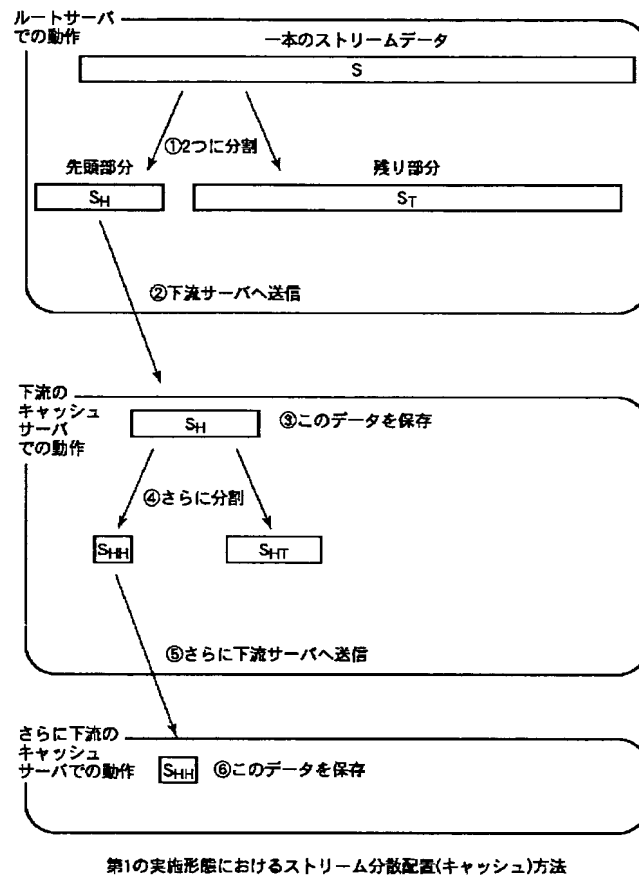 ルートサーバ
での動作
一本のストリームデータ
S
①2つに分割
先頭部分
残り部分
SH
ST
②下流サーバへ送信
下流の
キャッシュ
サーバ
での動作
SH
③このデータを保存
④さらに分割
SHH
SHT
⑤さらに下流サーバへ送信
さらに下流の
キャッシュ
サーバでの動作
SHH
⑥このデータを保存
第1の実施形態におけるストリーム分散配置(キャッシュ)方法